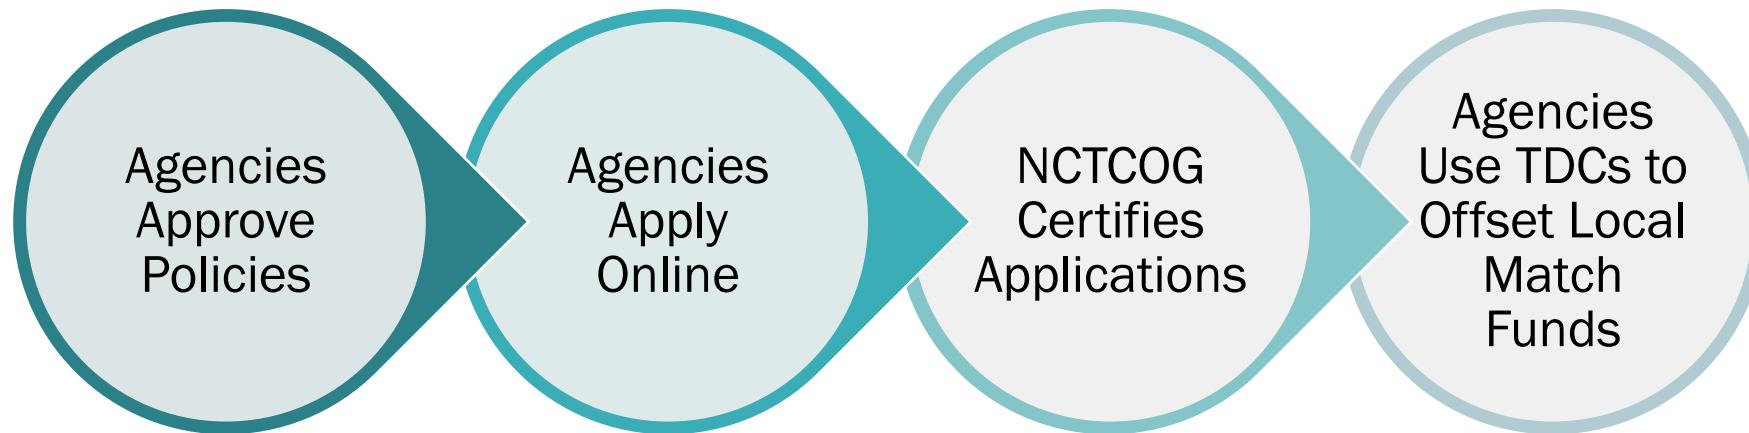 Agencies
Approve
Policies
Agencies
Apply
Online
NCTCOG
Certifies
Applications
Agencies
Use TDCs to
Offset Local
Match
Funds